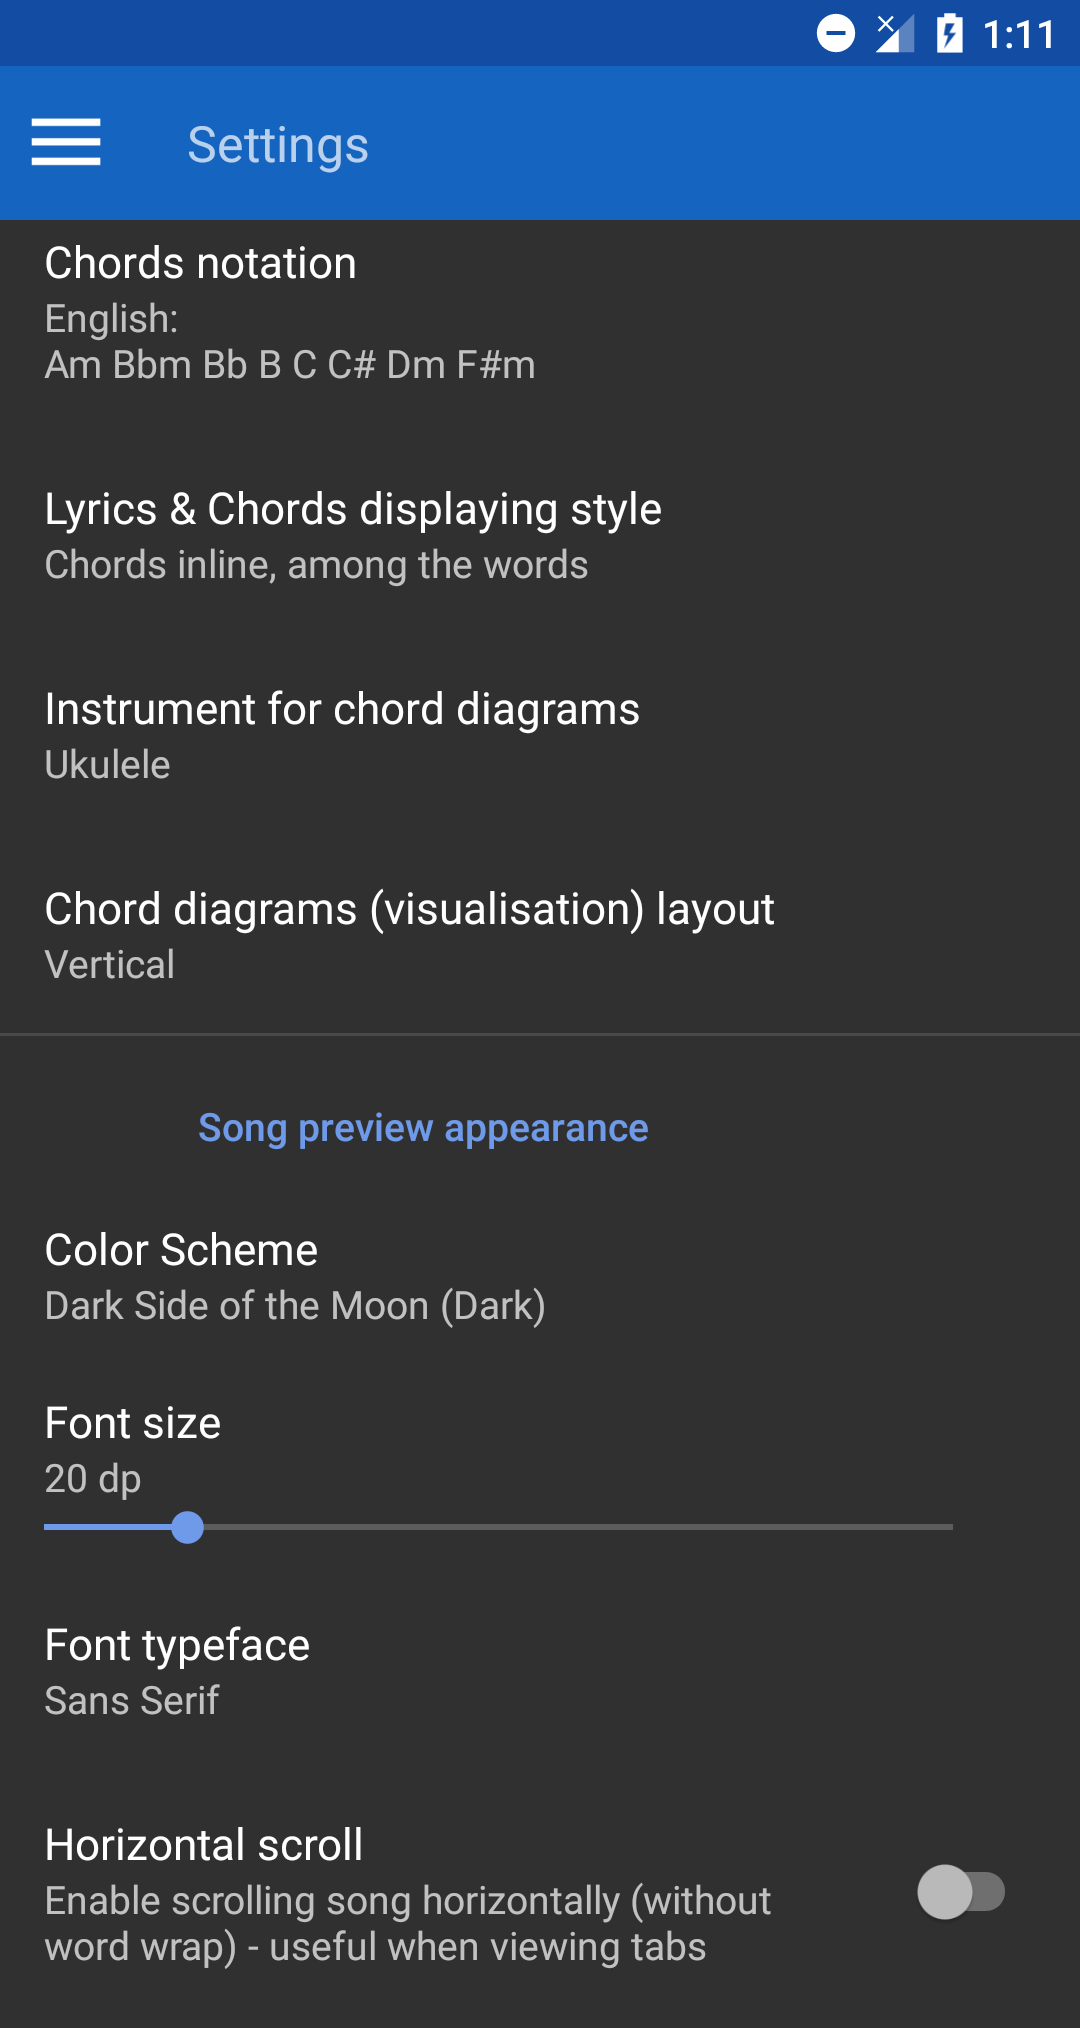 1:11
Settings
Chords notation
English:
Am Bbm Bb B C C# Dm F#m
Lyrics & Chords displaying style
Chords inline, among the words
Instrument for chord diagrams
Ukulele
Chord diagrams (visualisation) layout
Vertical
Song preview appearance
Color Scheme
Dark Side of the Moon (Dark)
Font size
20 dp
Font typeface
Sans Serif
Horizontal scroll
Enable scrolling song horizontally (without
word wrap) - useful when viewing tabs